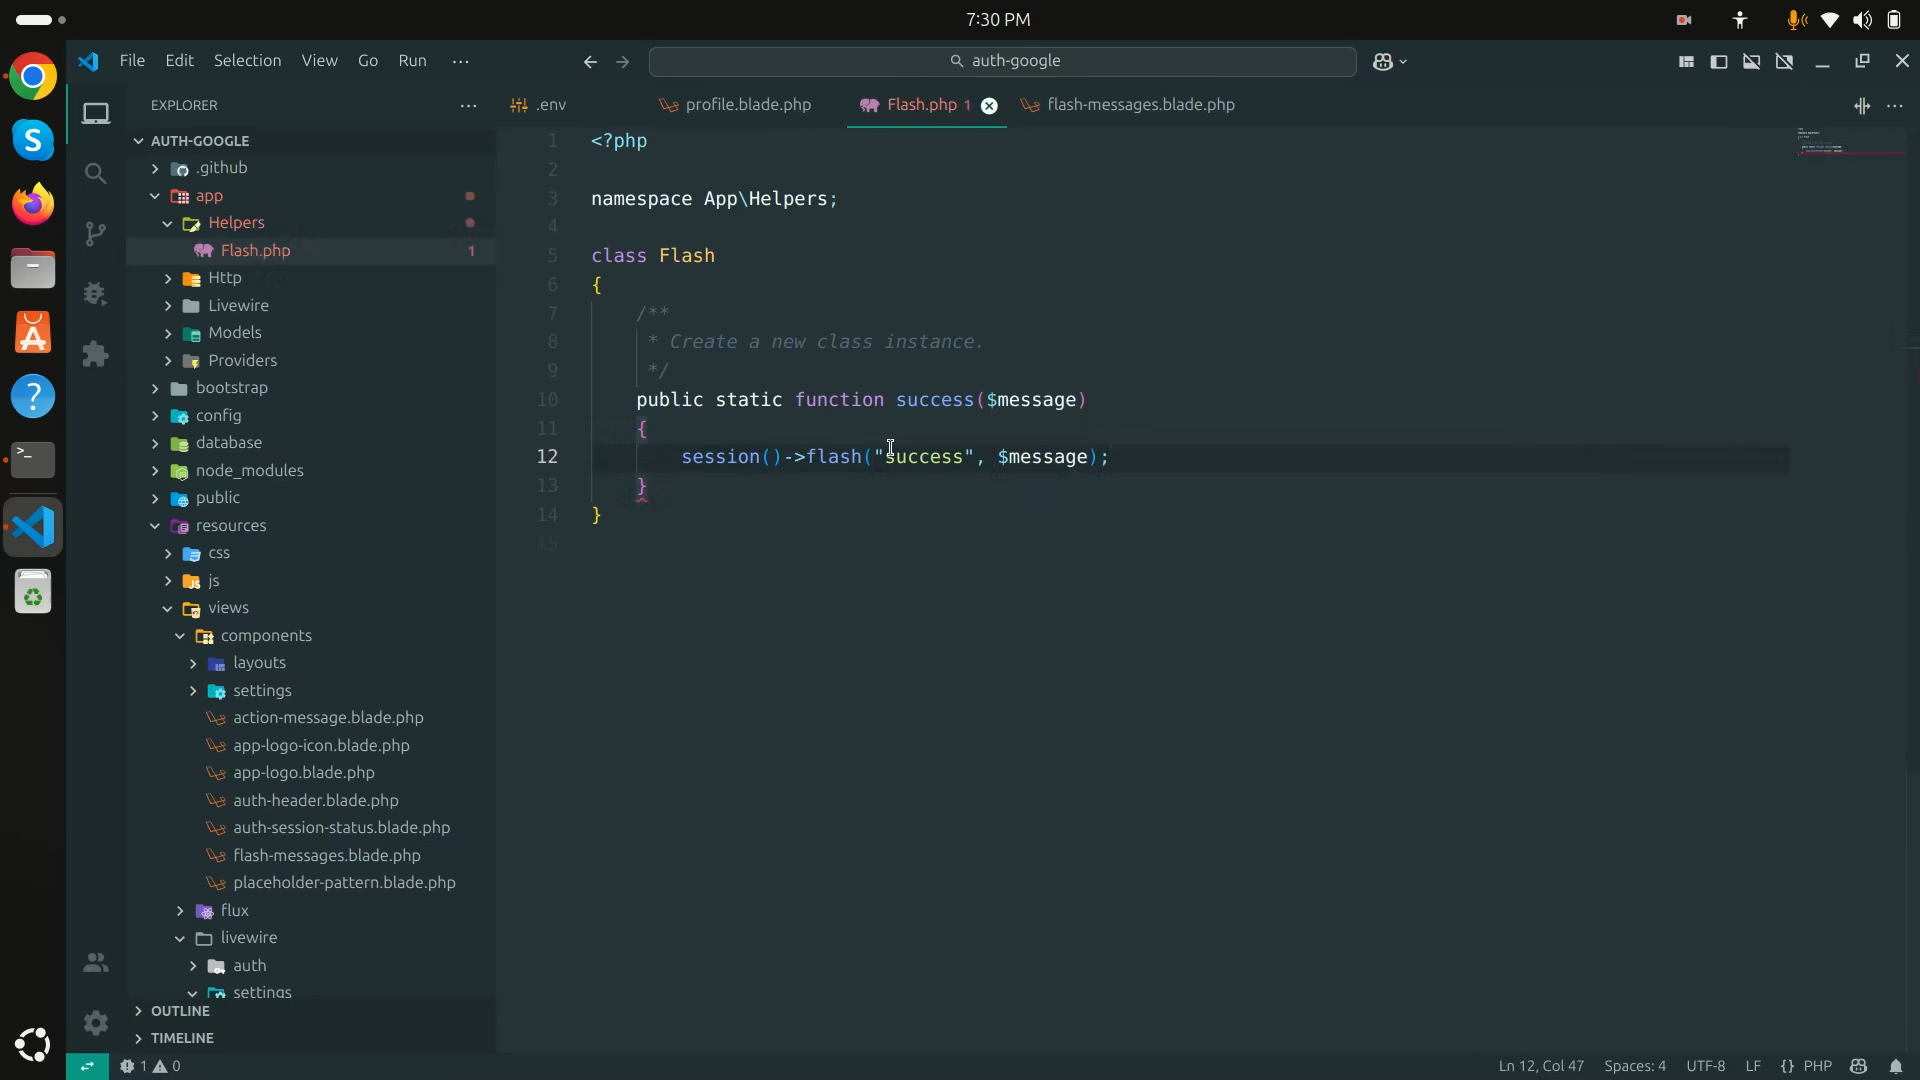 7:30 PM
File Edit Selection View Go Run ...
auth-google
EXPLORER
.env
profile.blade.php
Flash.php 1
flash-messages.blade.php
AUTH-GOOGLE
.github
app
Helpers
Flash.php 1
Http
Livewire
Models
Providers
bootstrap
config
database
node_modules
public
resources
css
js
views
components
layouts
settings
action-message.blade.php
app-logo-icon.blade.php
app-logo.blade.php
auth-header.blade.php
auth-session-status.blade.php
flash-messages.blade.php
placeholder-pattern.blade.php
flux
livewire
auth
settings
OUTLINE
TIMELINE
1 <?php
2
3 namespace App\Helpers;
4
5 class Flash
6 {
7 /**
8 * Create a new class instance.
9 */
10 public static function success($message)
11 {
12 session()->flash("success", $message);
13 }
14 }
15
1 0
Ln 12, Col 47 Spaces: 4 UTF-8 LF {} PHP